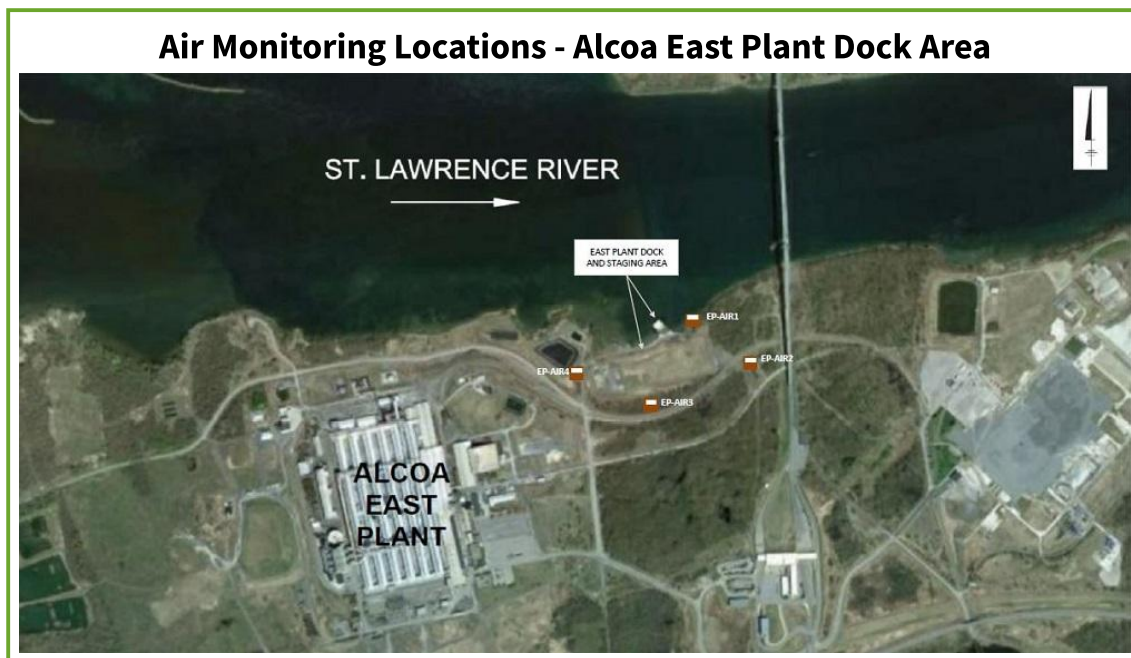 Air Monitoring Locations - Alcoa East Plant Dock Area
ST. LAWRENCE RIVER
EAST PLANT DOCK
AND STAGING AREA
EP-AIR1
EP-AIR2
EP-AIR4
EP-AIR3
ALCOA
EAST
PLANT